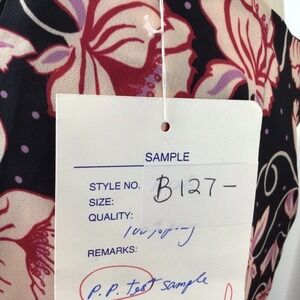 SAMPLE
STYLE NO. B127-
SIZE:
QUALITY:
REMARKS:
P.P. test sample